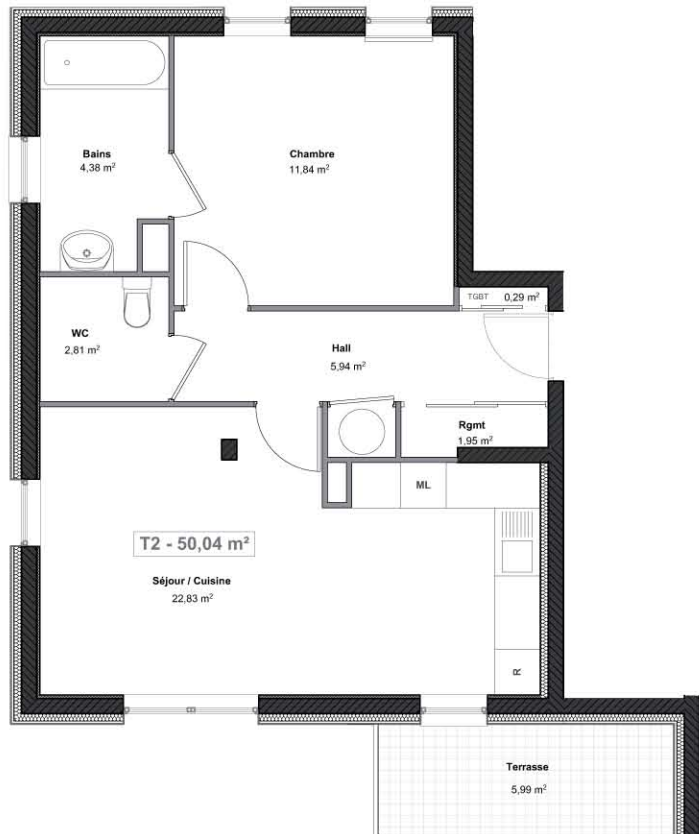 Bains
4,38 m²
Chambre
11,84 m²
TGBT 0,29 m²
WC
2,81 m²
Hall
5,94 m²
Rgmt
1,95 m²
ML
T2 - 50,04 m²
Séjour / Cuisine
22,83 m²
R
Terrasse
5,99 m²